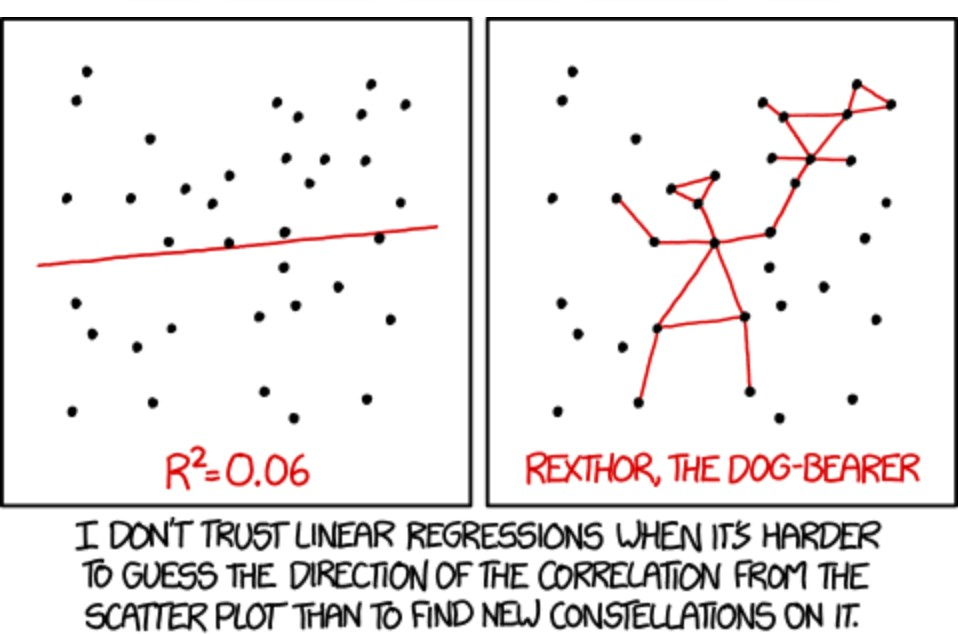 R²=0.06
REXTHOR, THE DOG-BEARER
I DON'T TRUST LINEAR REGRESSIONS WHEN IT'S HARDER
TO GUESS THE DIRECTION OF THE CORRELATION FROM THE
SCATTER PLOT THAN TO FIND NEW CONSTELLATIONS ON IT.